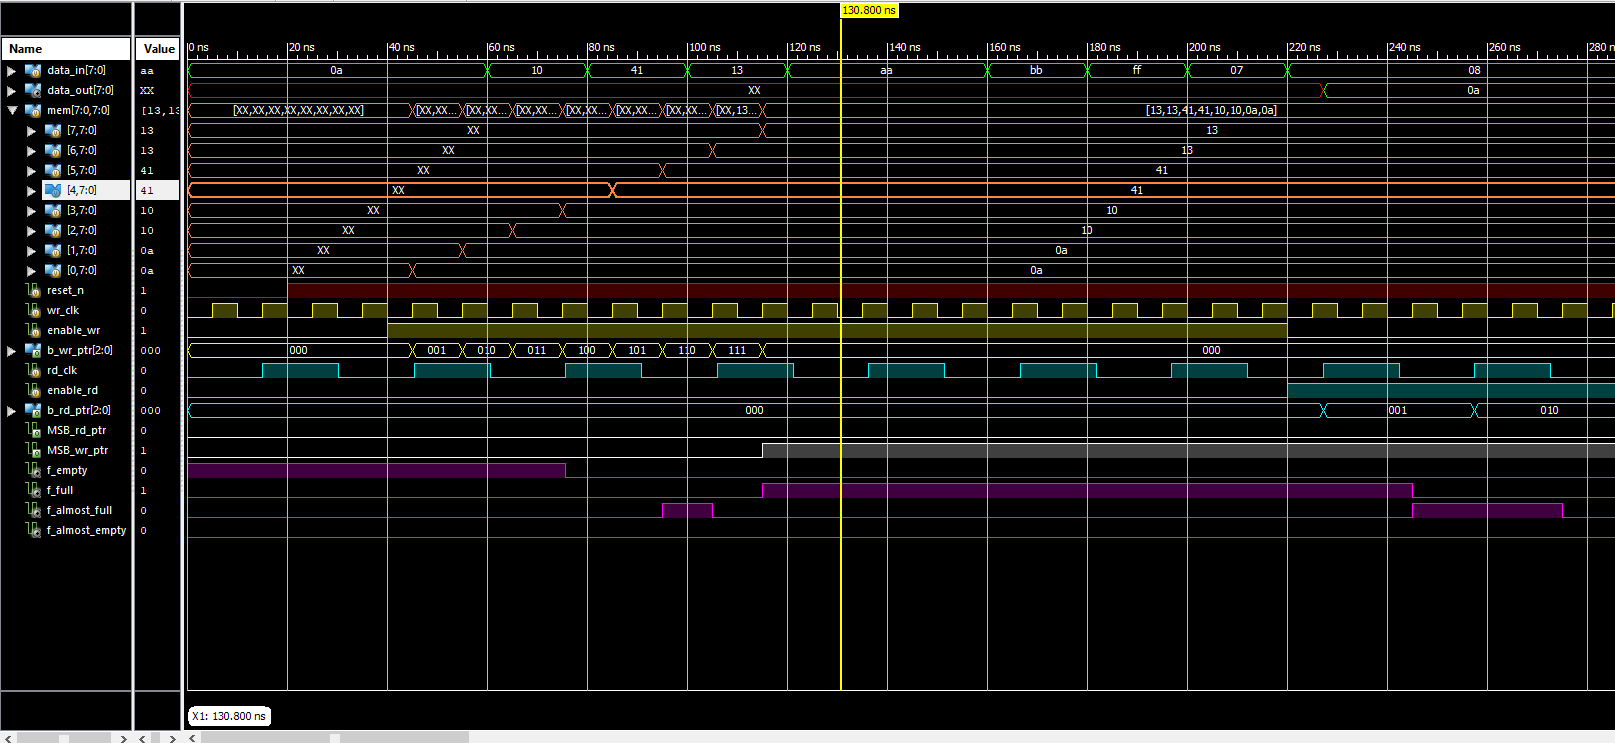 130.800 ns
Name Value 0 ns 20 ns 40 ns 60 ns 80 ns 100 ns 120 ns 140 ns 160 ns 180 ns 200 ns 220 ns 240 ns 260 ns 280 n
data_in[7:0] aa 0a 10 41 13 aa bb ff 07 08
data_out[7:0] XX XX 0a
mem[7:0,7:0] [13,13 [XX,XX,XX,XX,XX,XX,XX,XX] [XX,XX... [XX,XX... [XX,XX... [XX,XX... [XX,XX... [XX,XX... [XX,13... [13,13,41,41,10,10,0a,0a]
[7,7:0] 13 XX 13
[6,7:0] 13 XX 13
[5,7:0] 41 XX 41
[4,7:0] 41 XX 41
[3,7:0] 10 XX 10
[2,7:0] 10 XX 10
[1,7:0] 0a XX 0a
[0,7:0] 0a XX 0a
reset_n 1
wr_clk 0
enable_wr 1
b_wr_ptr[2:0] 000 000 001 010 011 100 101 110 111 000
rd_clk 0
enable_rd 0
b_rd_ptr[2:0] 000 000 001 010
MSB_rd_ptr 0
MSB_wr_ptr 1
f_empty 0
f_full 1
f_almost_full 0
f_almost_empty 0
X1: 130.800 ns